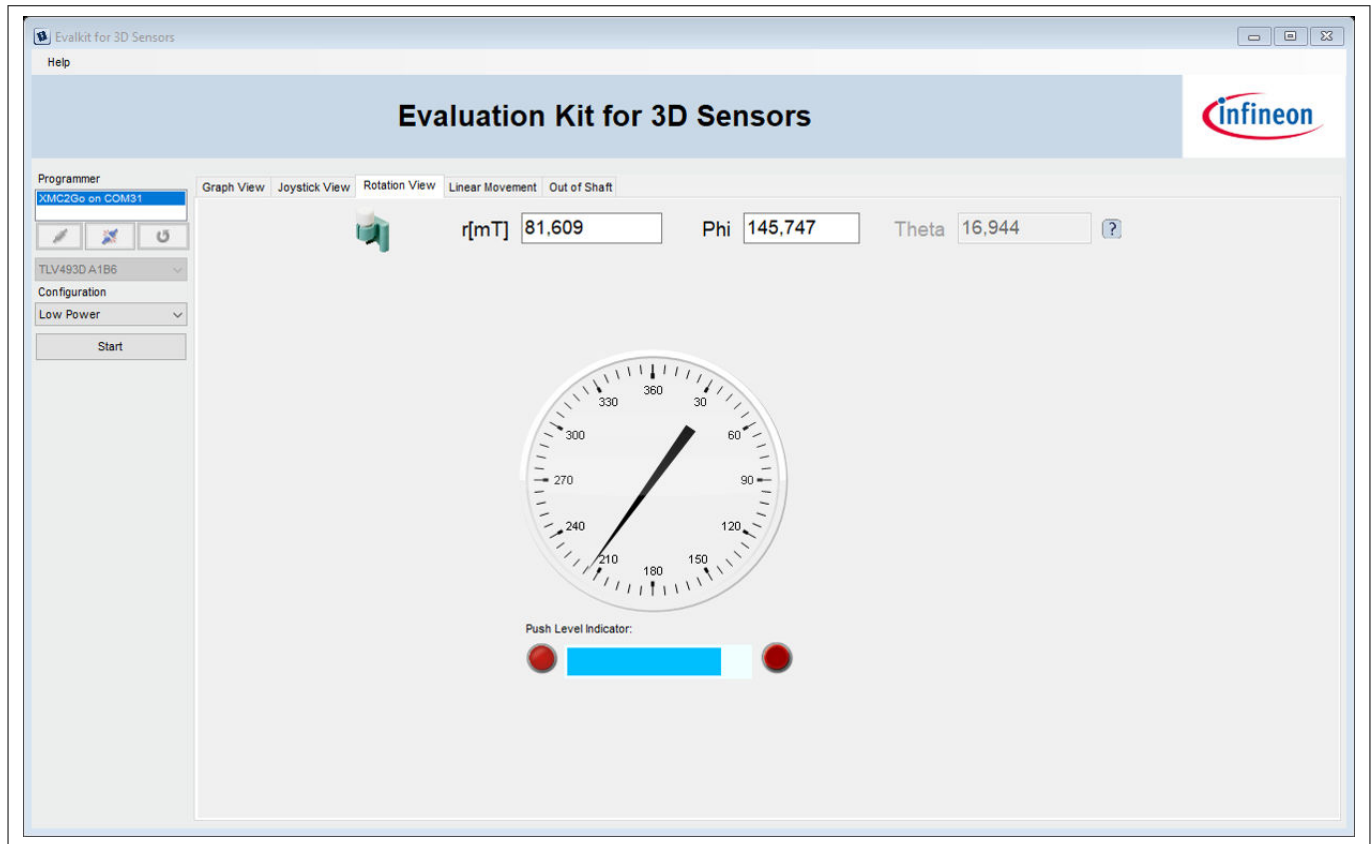 Evalkit for 3D Sensors
Help
Evaluation Kit for 3D Sensors
infineon
Programmer
XMC2Go on COM31
TLV493D A1B6
Configuration
Low Power
Start
Graph View Joystick View Rotation View Linear Movement Out of Shaft
r[mT] 81,609 Phi 145,747 Theta 16,944 ?
360
330 30
300 60
270 90
240 120
210 150
180
Push Level Indicator: